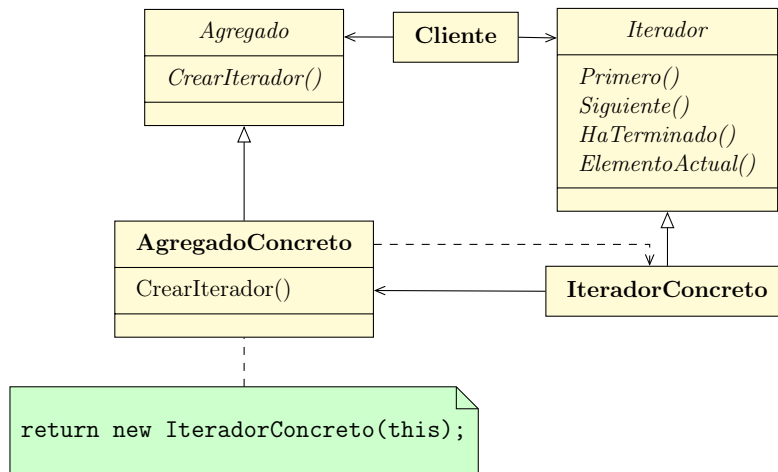 Agregado
CrearIterador()
Cliente
Iterador
Primero()
Siguiente()
HaTerminado()
ElementoActual()
AgregadoConcreto
CrearIterador()
IteradorConcreto
return new IteradorConcreto(this);